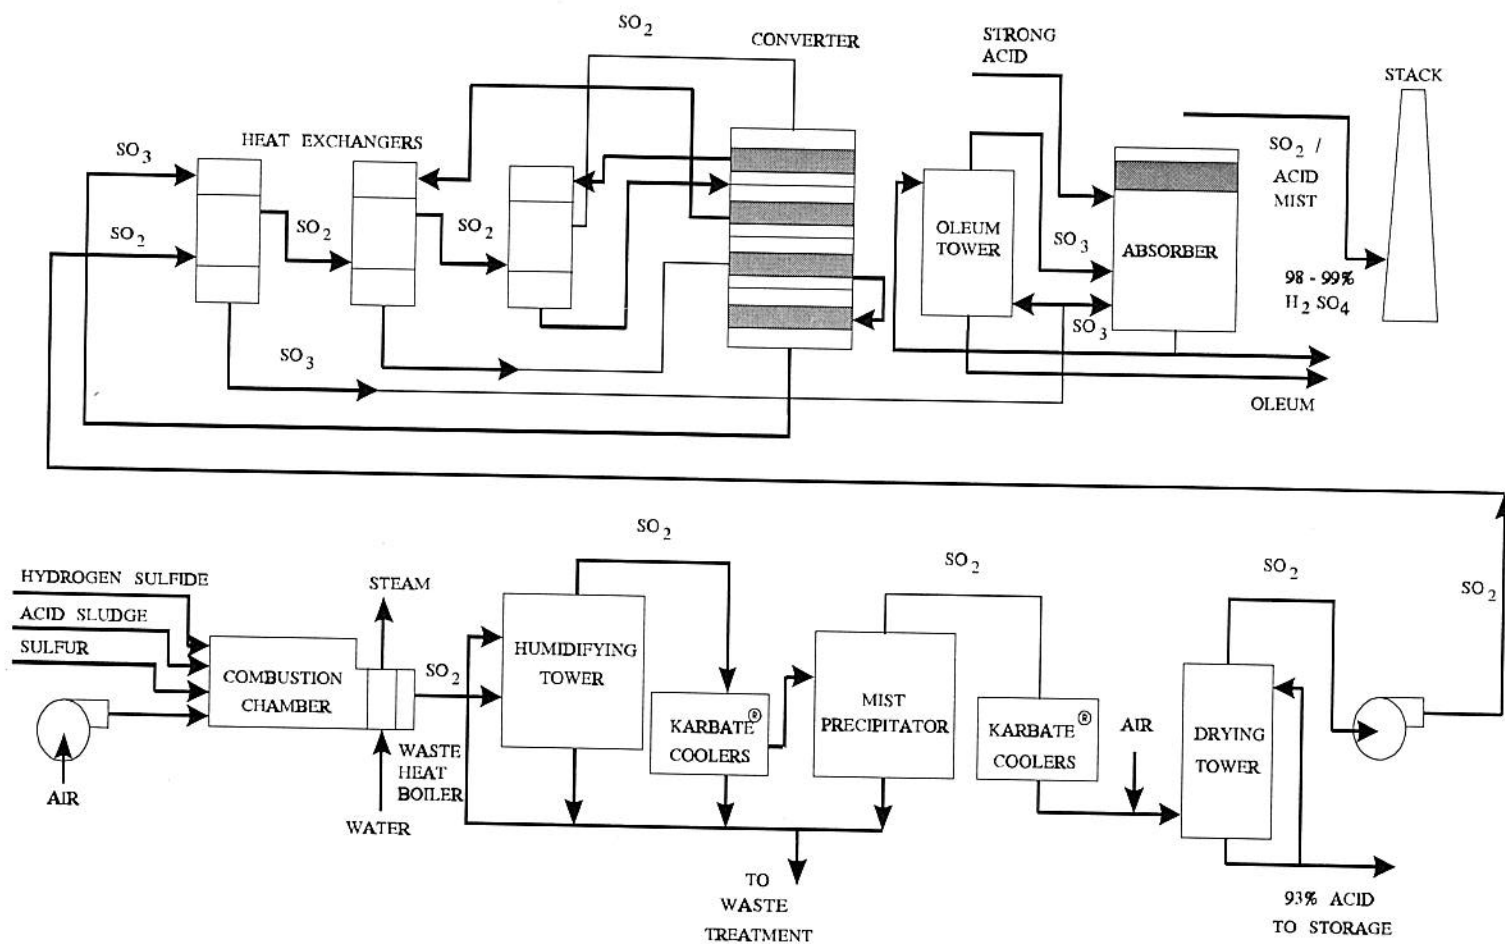 SO2
CONVERTER
STRONG
ACID
STACK
SO3
HEAT EXCHANGERS
SO2 /
ACID
MIST
SO2
SO2
SO2
OLEUM
TOWER
SO3
ABSORBER
98 - 99%
H2 SO4
SO3
SO3
OLEUM
SO2
SO2
SO2
SO2
HYDROGEN SULFIDE
ACID SLUDGE
SULFUR
STEAM
COMBUSTION
CHAMBER
SO2
HUMIDIFYING
TOWER
MIST
PRECIPITATOR
KARBATE®
COOLERS
KARBATE®
COOLERS
AIR
DRYING
TOWER
WASTE
HEAT
BOILER
AIR
WATER
TO
WASTE
TREATMENT
93% ACID
TO STORAGE